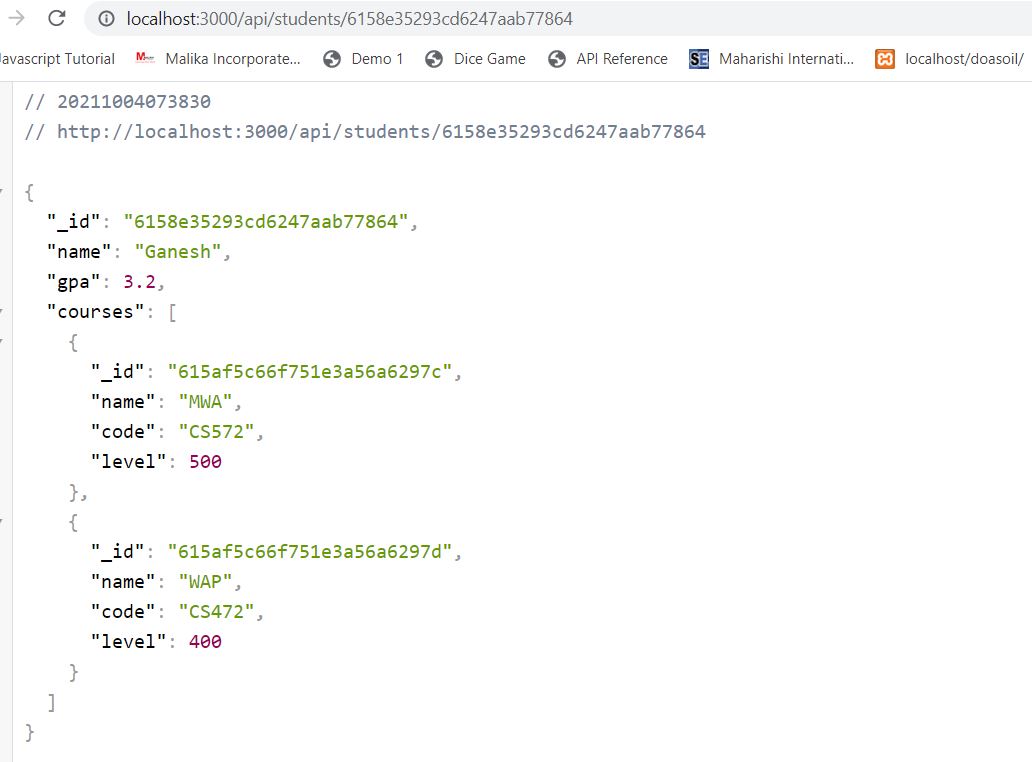 localhost:3000/api/students/6158e35293cd6247aab77864
Javascript Tutorial Malika Incorporate... Demo 1 Dice Game API Reference SE Maharishi Internati... localhost/doasoil/
// 20211004073830
// http://localhost:3000/api/students/6158e35293cd6247aab77864
{
"_id": "6158e35293cd6247aab77864",
"name": "Ganesh",
"gpa": 3.2,
"courses": [
{
"_id": "615af5c66f751e3a56a6297c",
"name": "MWA",
"code": "CS572",
"level": 500
},
{
"_id": "615af5c66f751e3a56a6297d",
"name": "WAP",
"code": "CS472",
"level": 400
}
]
}